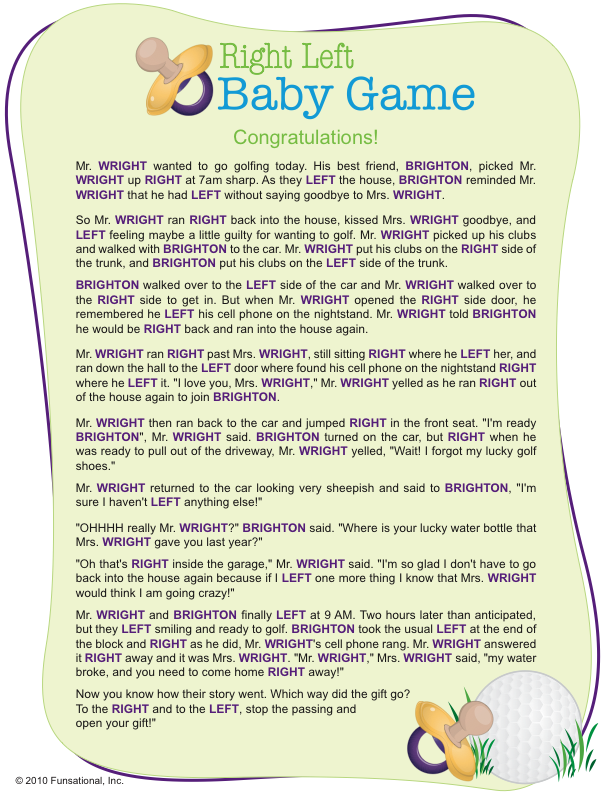 Right Left
Baby Game
Congratulations!
Mr. WRIGHT wanted to go golfing today. His best friend, BRIGHTON, picked Mr.
WRIGHT up RIGHT at 7am sharp. As they LEFT the house, BRIGHTON reminded Mr.
WRIGHT that he had LEFT without saying goodbye to Mrs. WRIGHT.
So Mr. WRIGHT ran RIGHT back into the house, kissed Mrs. WRIGHT goodbye, and
LEFT feeling maybe a little guilty for wanting to golf. Mr. WRIGHT picked up his clubs
and walked with BRIGHTON to the car. Mr. WRIGHT put his clubs on the RIGHT side of
the trunk, and BRIGHTON put his clubs on the LEFT side of the trunk.
BRIGHTON walked over to the LEFT side of the car and Mr. WRIGHT walked over to
the RIGHT side to get in. But when Mr. WRIGHT opened the RIGHT side door, he
remembered he LEFT his cell phone on the nightstand. Mr. WRIGHT told BRIGHTON
he would be RIGHT back and ran into the house again.
Mr. WRIGHT ran RIGHT past Mrs. WRIGHT, still sitting RIGHT where he LEFT her, and
ran down the hall to the LEFT door where found his cell phone on the nightstand RIGHT
where he LEFT it. "I love you, Mrs. WRIGHT," Mr. WRIGHT yelled as he ran RIGHT out
of the house again to join BRIGHTON.
Mr. WRIGHT then ran back to the car and jumped RIGHT in the front seat. "I'm ready
BRIGHTON", Mr. WRIGHT said. BRIGHTON turned on the car, but RIGHT when he
was ready to pull out of the driveway, Mr. WRIGHT yelled, "Wait! I forgot my lucky golf
shoes."
Mr. WRIGHT returned to the car looking very sheepish and said to BRIGHTON, "I'm
sure I haven't LEFT anything else!"
"OHHHH really Mr. WRIGHT?" BRIGHTON said. "Where is your lucky water bottle that
Mrs. WRIGHT gave you last year?"
"Oh that's RIGHT inside the garage," Mr. WRIGHT said. "I'm so glad I don't have to go
back into the house again because if I LEFT one more thing I know that Mrs. WRIGHT
would think I am going crazy!"
Mr. WRIGHT and BRIGHTON finally LEFT at 9 AM. Two hours later than anticipated,
but they LEFT smiling and ready to golf. BRIGHTON took the usual LEFT at the end of
the block and RIGHT as he did, Mr. WRIGHT's cell phone rang. Mr. WRIGHT answered
it RIGHT away and it was Mrs. WRIGHT. "Mr. WRIGHT," Mrs. WRIGHT said, "my water
broke, and you need to come home RIGHT away!"
Now you know how their story went. Which way did the gift go?
To the RIGHT and to the LEFT, stop the passing and
open your gift!"
© 2010 Funsational, Inc.